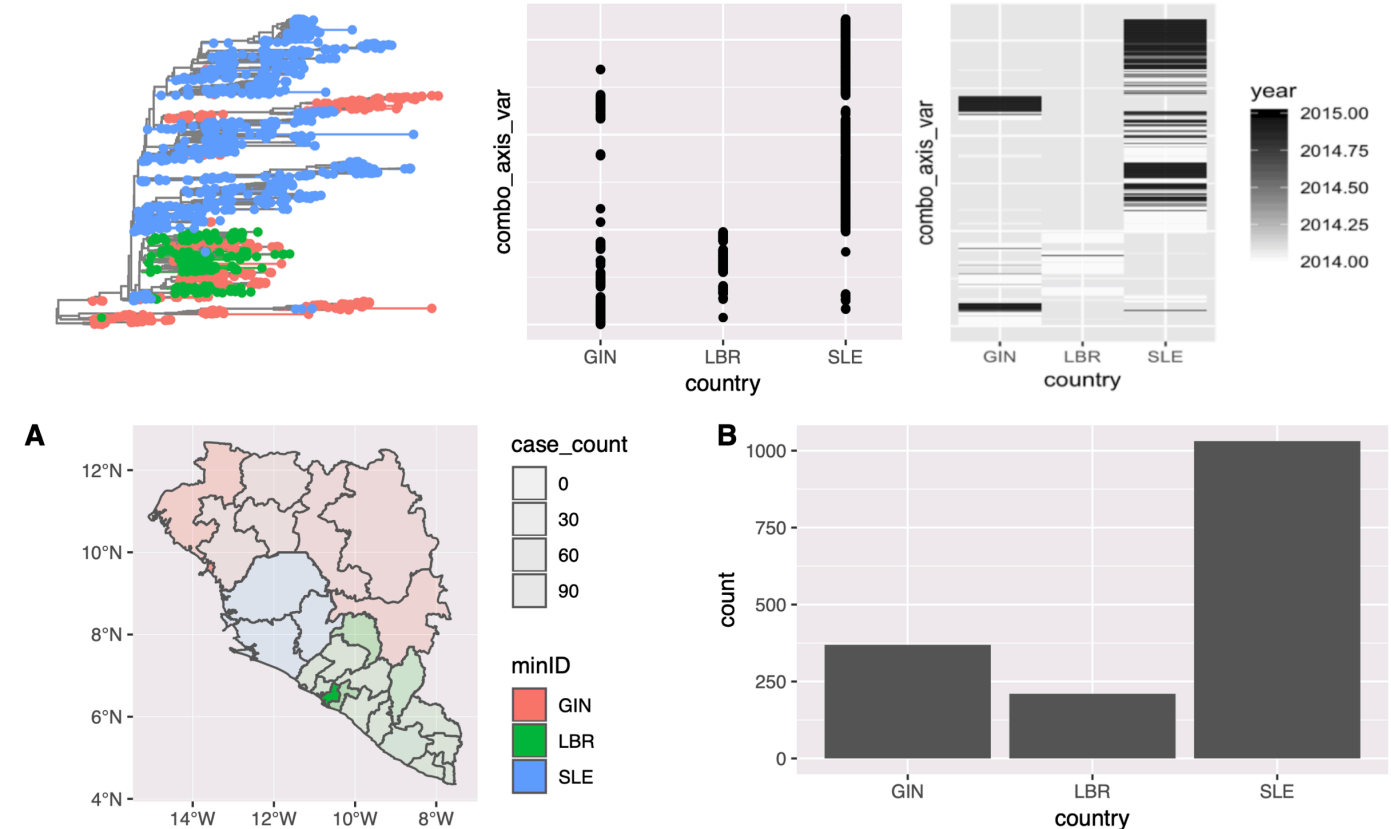 combo_axis_var
GIN LBR SLE
country
combo_axis_var
GIN LBR SLE
country
year
2015.00
2014.75
2014.50
2014.25
2014.00
A
12°N
10°N
8°N
6°N
4°N
14°W 12°W 10°W 8°W
case_count
0
30
60
90
minID
GIN
LBR
SLE
B
count
1000
750
500
250
0
GIN LBR SLE
country